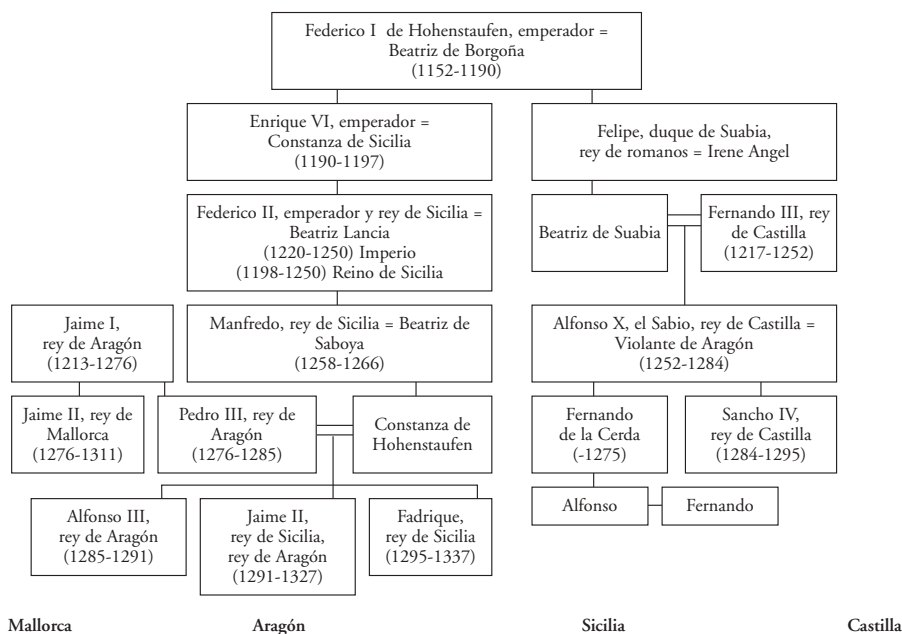 Federico I de Hohenstaufen, emperador =
Beatriz de Borgoña
(1152-1190)
Enrique VI, emperador =
Constanza de Sicilia
(1190-1197)
Felipe, duque de Suabia,
rey de romanos = Irene Angel
Federico II, emperador y rey de Sicilia =
Beatriz Lancia
(1220-1250) Imperio
(1198-1250) Reino de Sicilia
Beatriz de Suabia
Fernando III, rey
de Castilla
(1217-1252)
Jaime I,
rey de Aragón
(1213-1276)
Manfredo, rey de Sicilia = Beatriz de
Saboya
(1258-1266)
Alfonso X, el Sabio, rey de Castilla =
Violante de Aragón
(1252-1284)
Jaime II, rey de
Mallorca
(1276-1311)
Pedro III, rey de
Aragón
(1276-1285)
Constanza de
Hohenstaufen
Fernando
de la Cerda
(-1275)
Sancho IV,
rey de Castilla
(1284-1295)
Alfonso III,
rey de Aragón
(1285-1291)
Jaime II,
rey de Sicilia,
rey de Aragón
(1291-1327)
Fadrique,
rey de Sicilia
(1295-1337)
Alfonso
Fernando
Mallorca
Aragón
Sicilia
Castilla